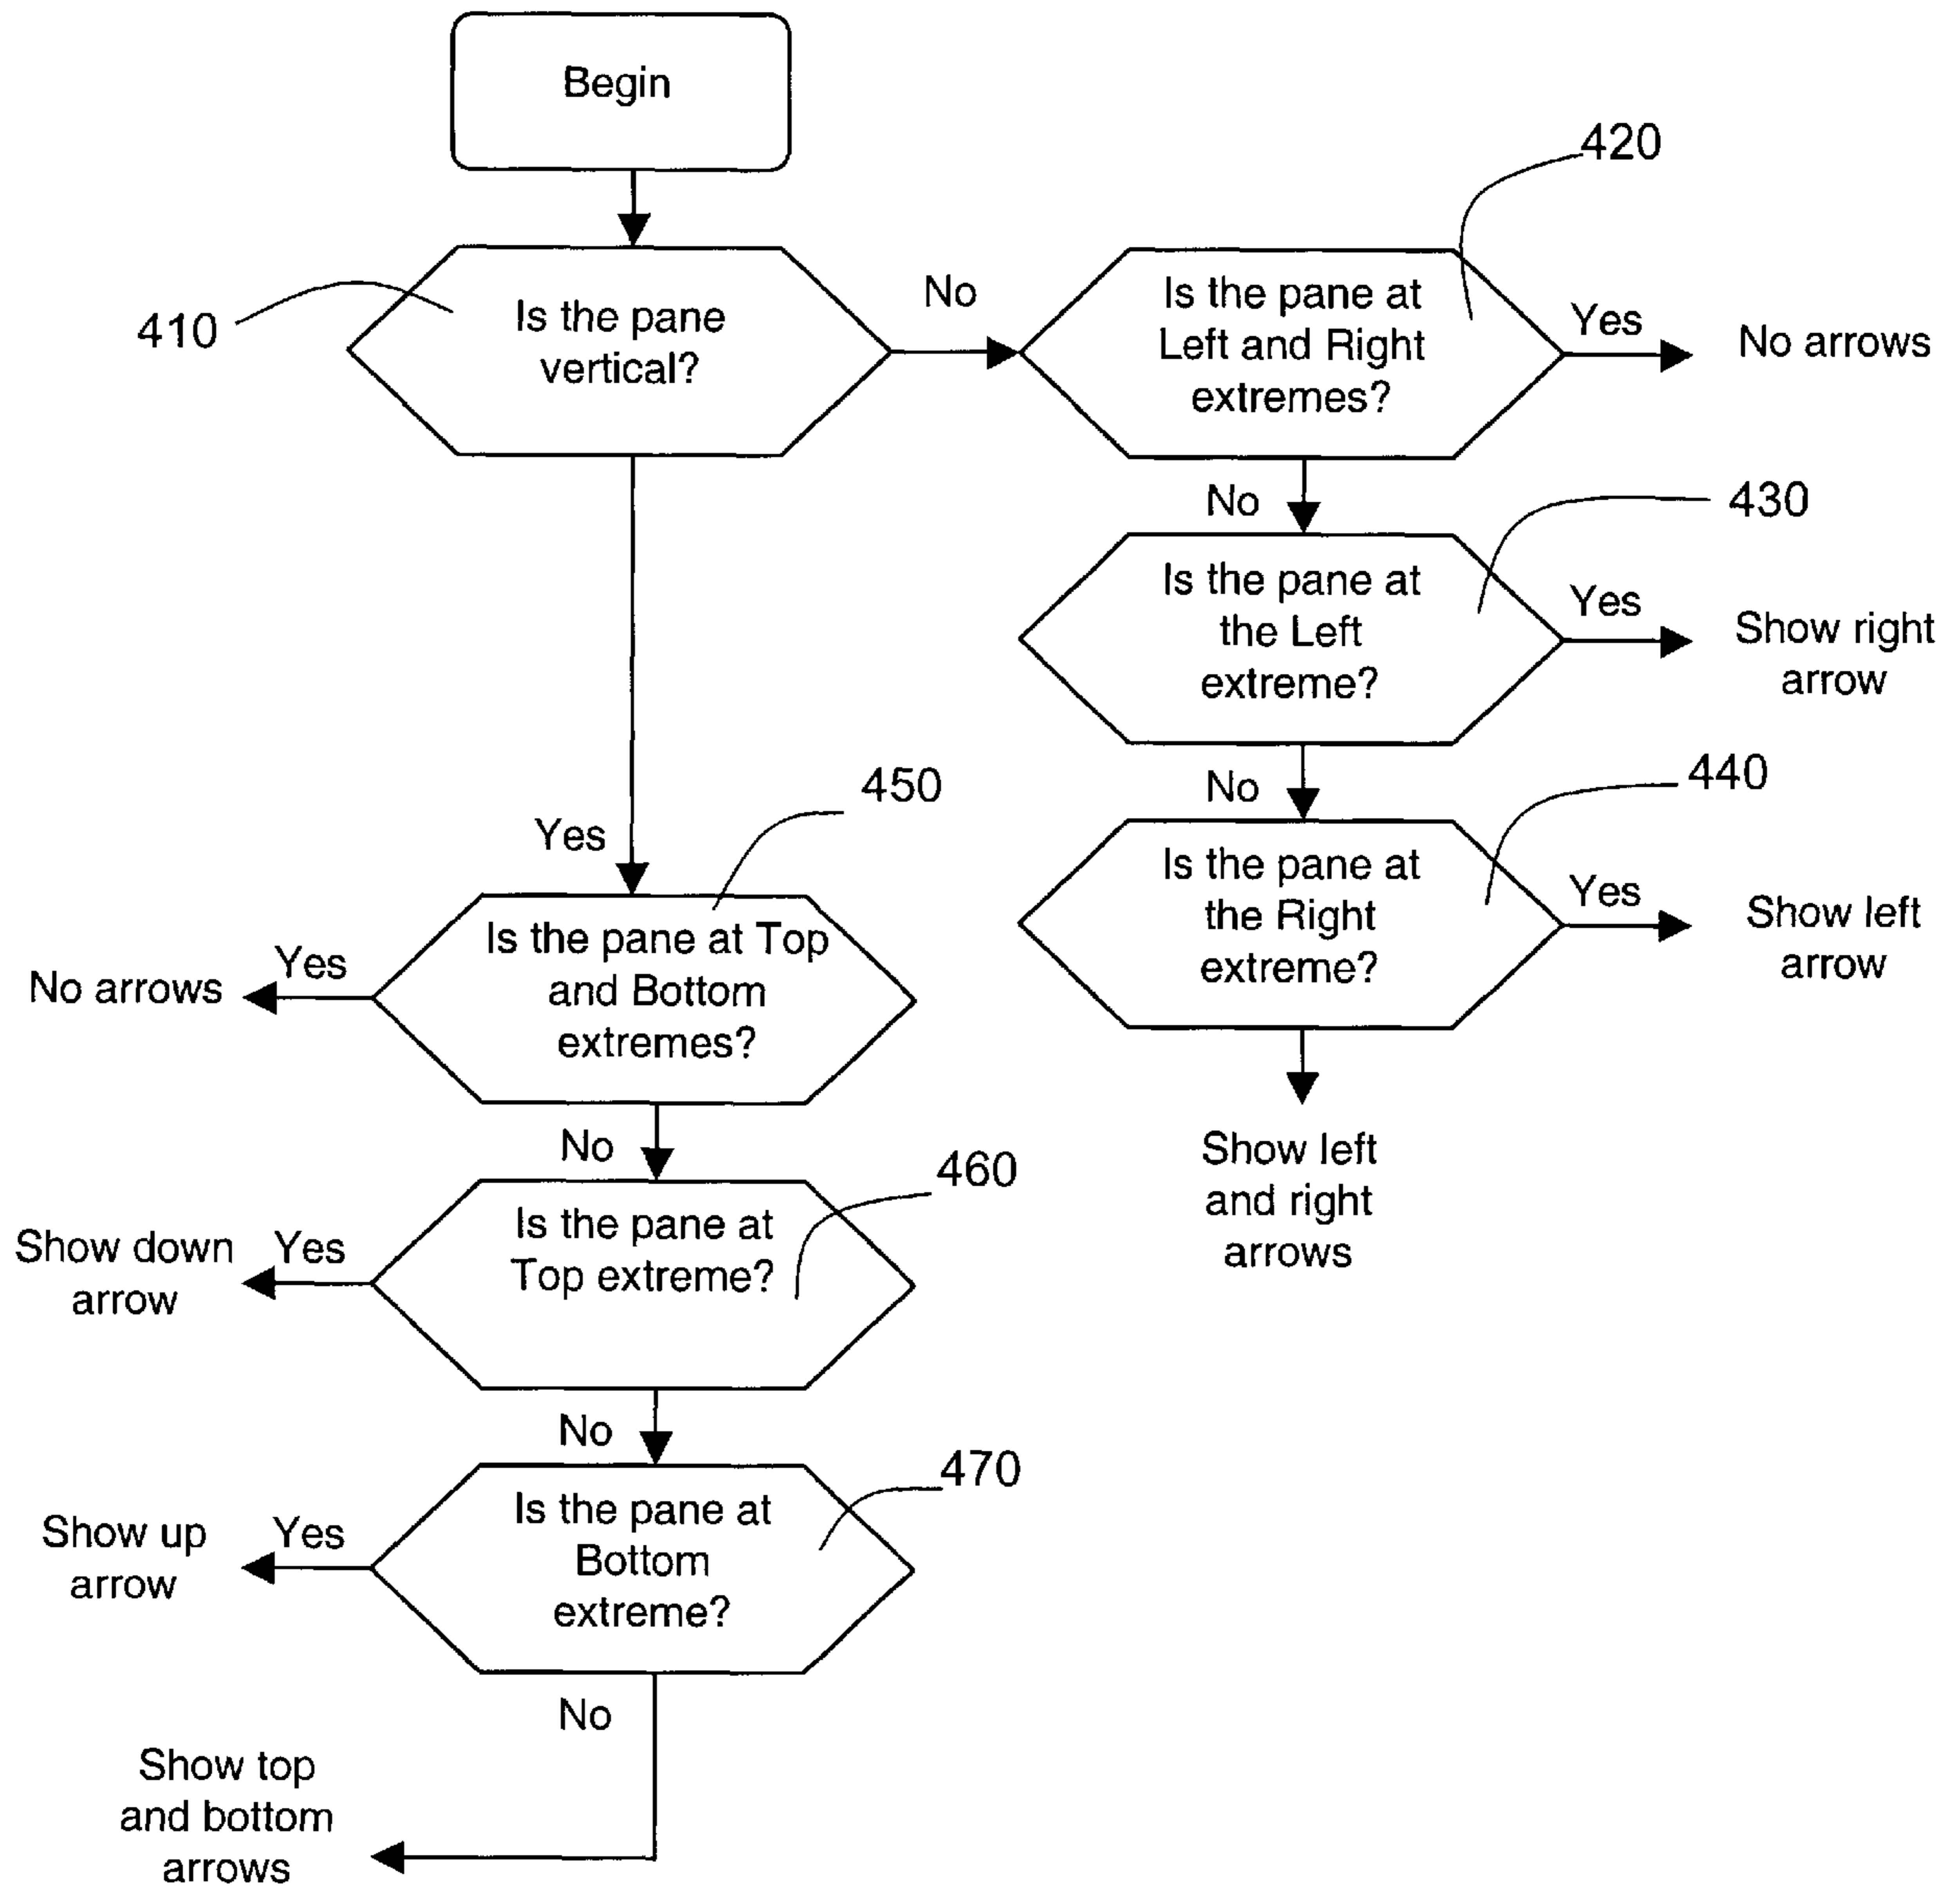 Begin
420
410
Is the pane
vertical?
No
Is the pane at
Left and Right
extremes?
Yes
No arrows
No
430
Is the pane at
the Left
extreme?
Yes
Show right
arrow
No
440
Is the pane at
the Right
extreme?
Yes
Show left
arrow
Show left
and right
arrows
Yes
450
Is the pane at Top
and Bottom
extremes?
Yes
No arrows
No
460
Is the pane at
Top extreme?
Yes
Show down
arrow
No
470
Is the pane at
Bottom
extreme?
Yes
Show up
arrow
No
Show top
and bottom
arrows